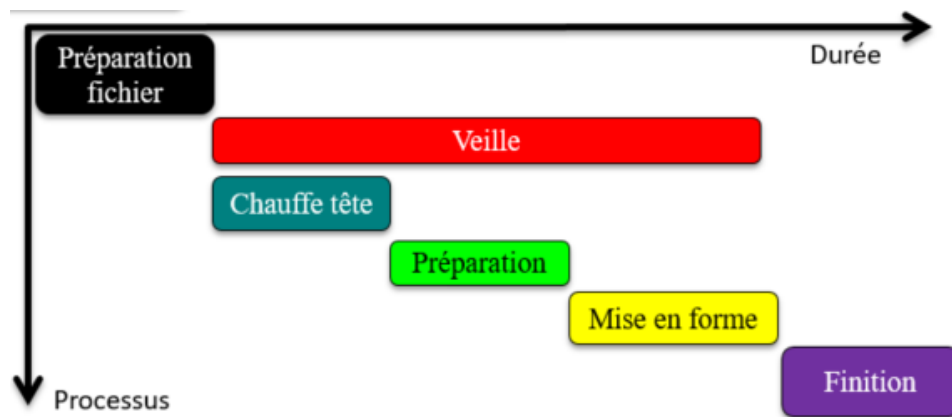 Durée
Préparation
fichier
Veille
Chauffe tête
Préparation
Mise en forme
Finition
Processus